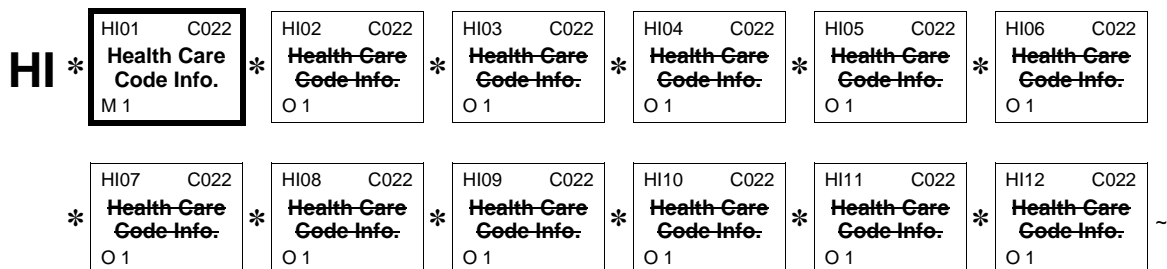 HI * HI01 C022 * HI02 C022 * HI03 C022 * HI04 C022 * HI05 C022 * HI06 C022
Health Care Health Care Health Care Health Care Health Care Health Care
Code Info. Code Info. Code Info. Code Info. Code Info. Code Info.
M 1 O 1 O 1 O 1 O 1 O 1
* HI07 C022 * HI08 C022 * HI09 C022 * HI10 C022 * HI11 C022 * HI12 C022 ~
Health Care Health Care Health Care Health Care Health Care Health Care
Code Info. Code Info. Code Info. Code Info. Code Info. Code Info.
O 1 O 1 O 1 O 1 O 1 O 1